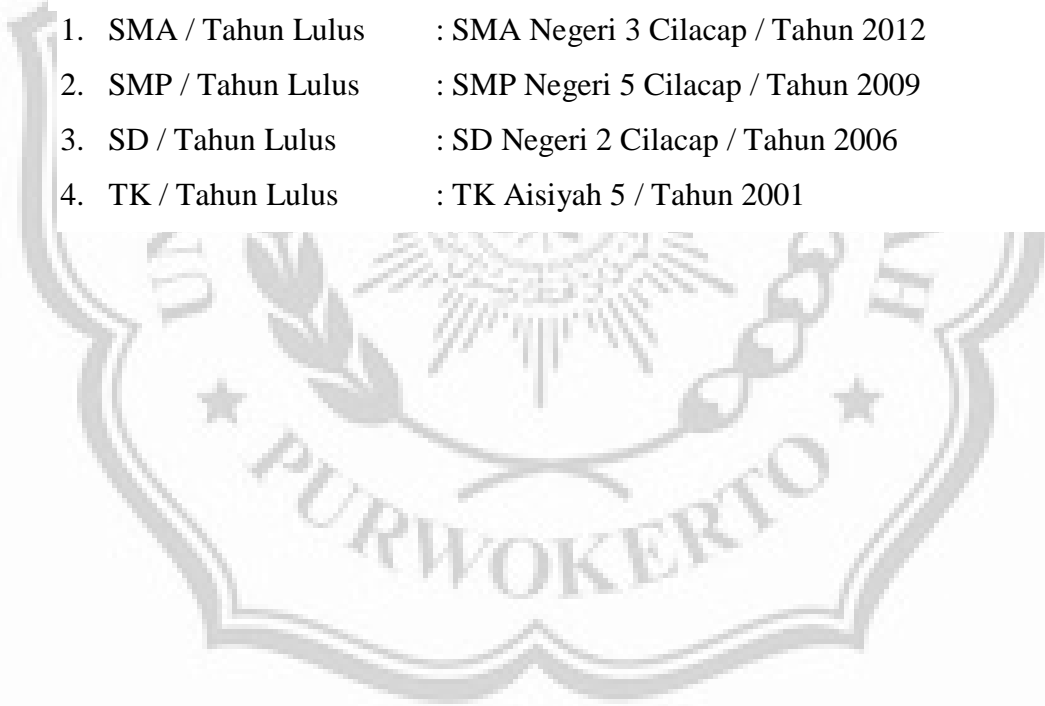 1. SMA / Tahun Lulus : SMA Negeri 3 Cilacap / Tahun 2012
2. SMP / Tahun Lulus : SMP Negeri 5 Cilacap / Tahun 2009
3. SD / Tahun Lulus : SD Negeri 2 Cilacap / Tahun 2006
4. TK / Tahun Lulus : TK Aisiyah 5 / Tahun 2001
PURWOKERTO